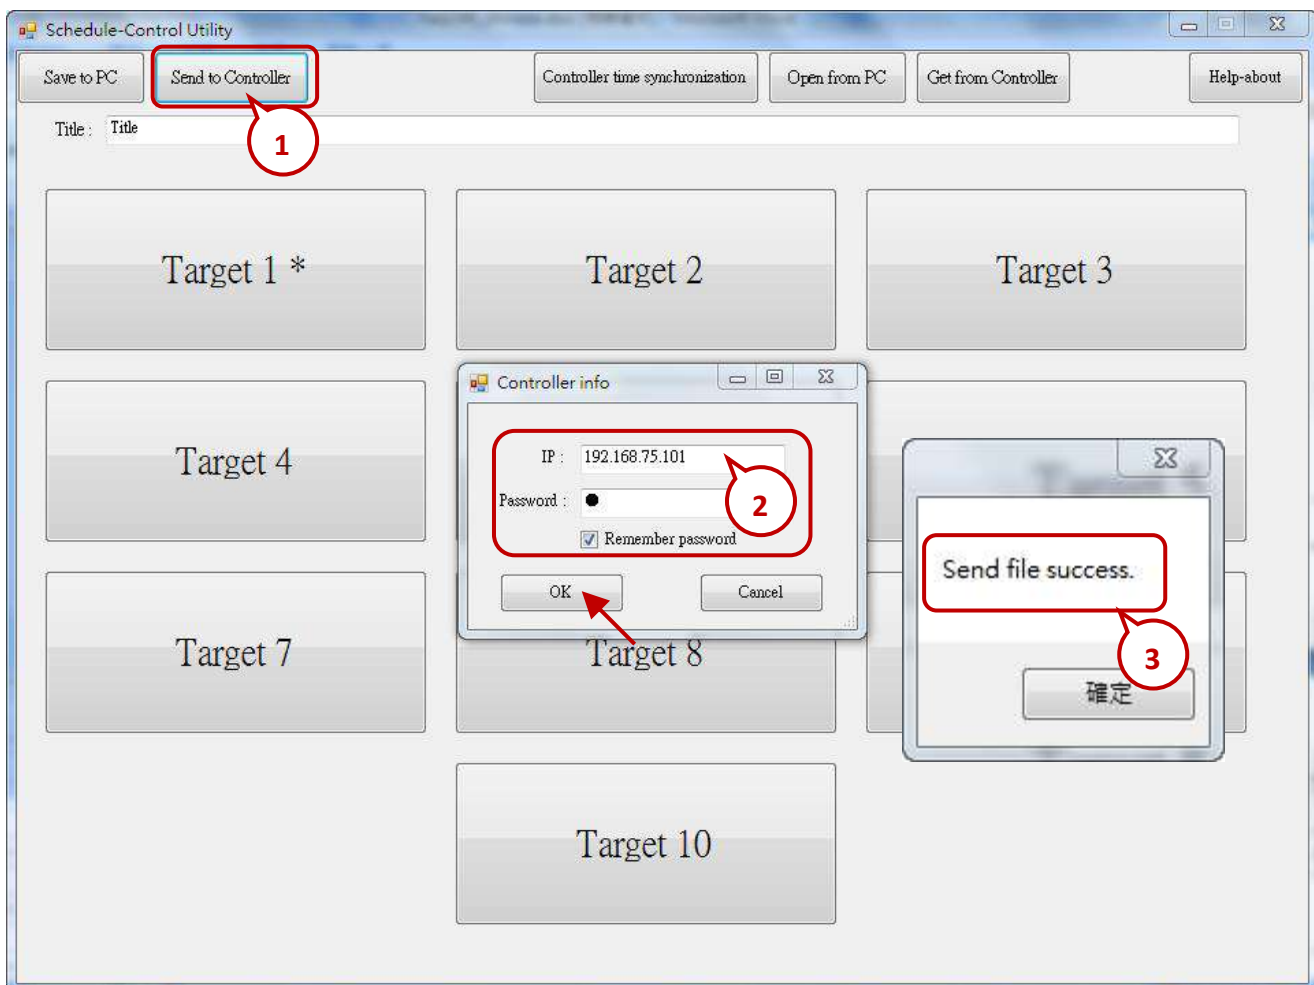 Schedule-Control Utility
Save to PC
Send to Controller
Controller time synchronization
Open from PC
Get from Controller
Help-about
1
Title :
Title
Target 1 *
Target 2
Target 3
Controller info
Target 4
IP :
192.168.75.101
Password :
2
Remember password
OK
Cancel
Send file success.
3
確定
Target 7
Target 8
Target 10